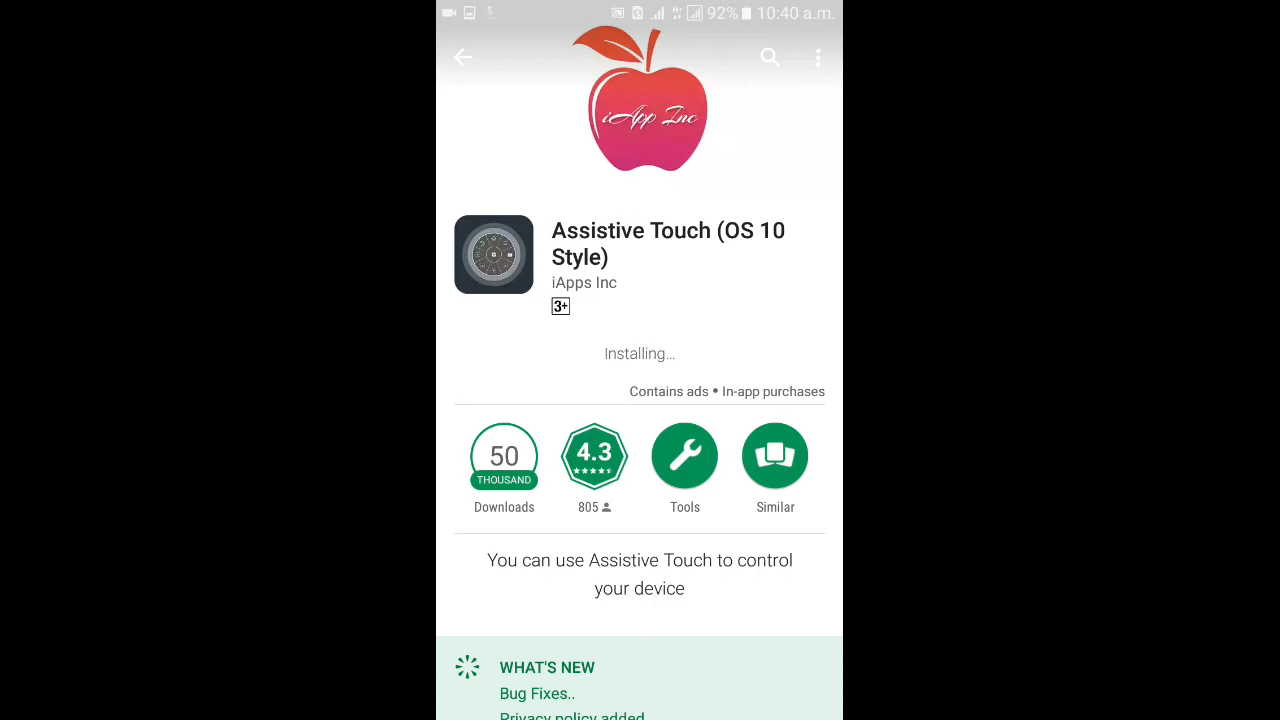 92% 10:40 a.m.
iApp Inc
Assistive Touch (OS 10
Style)
iApps Inc
3+
Installing...
Contains ads • In-app purchases
50
THOUSAND
4.3
Downloads
805
Tools
Similar
You can use Assistive Touch to control
your device
WHAT'S NEW
Bug Fixes..
Privacy policy added